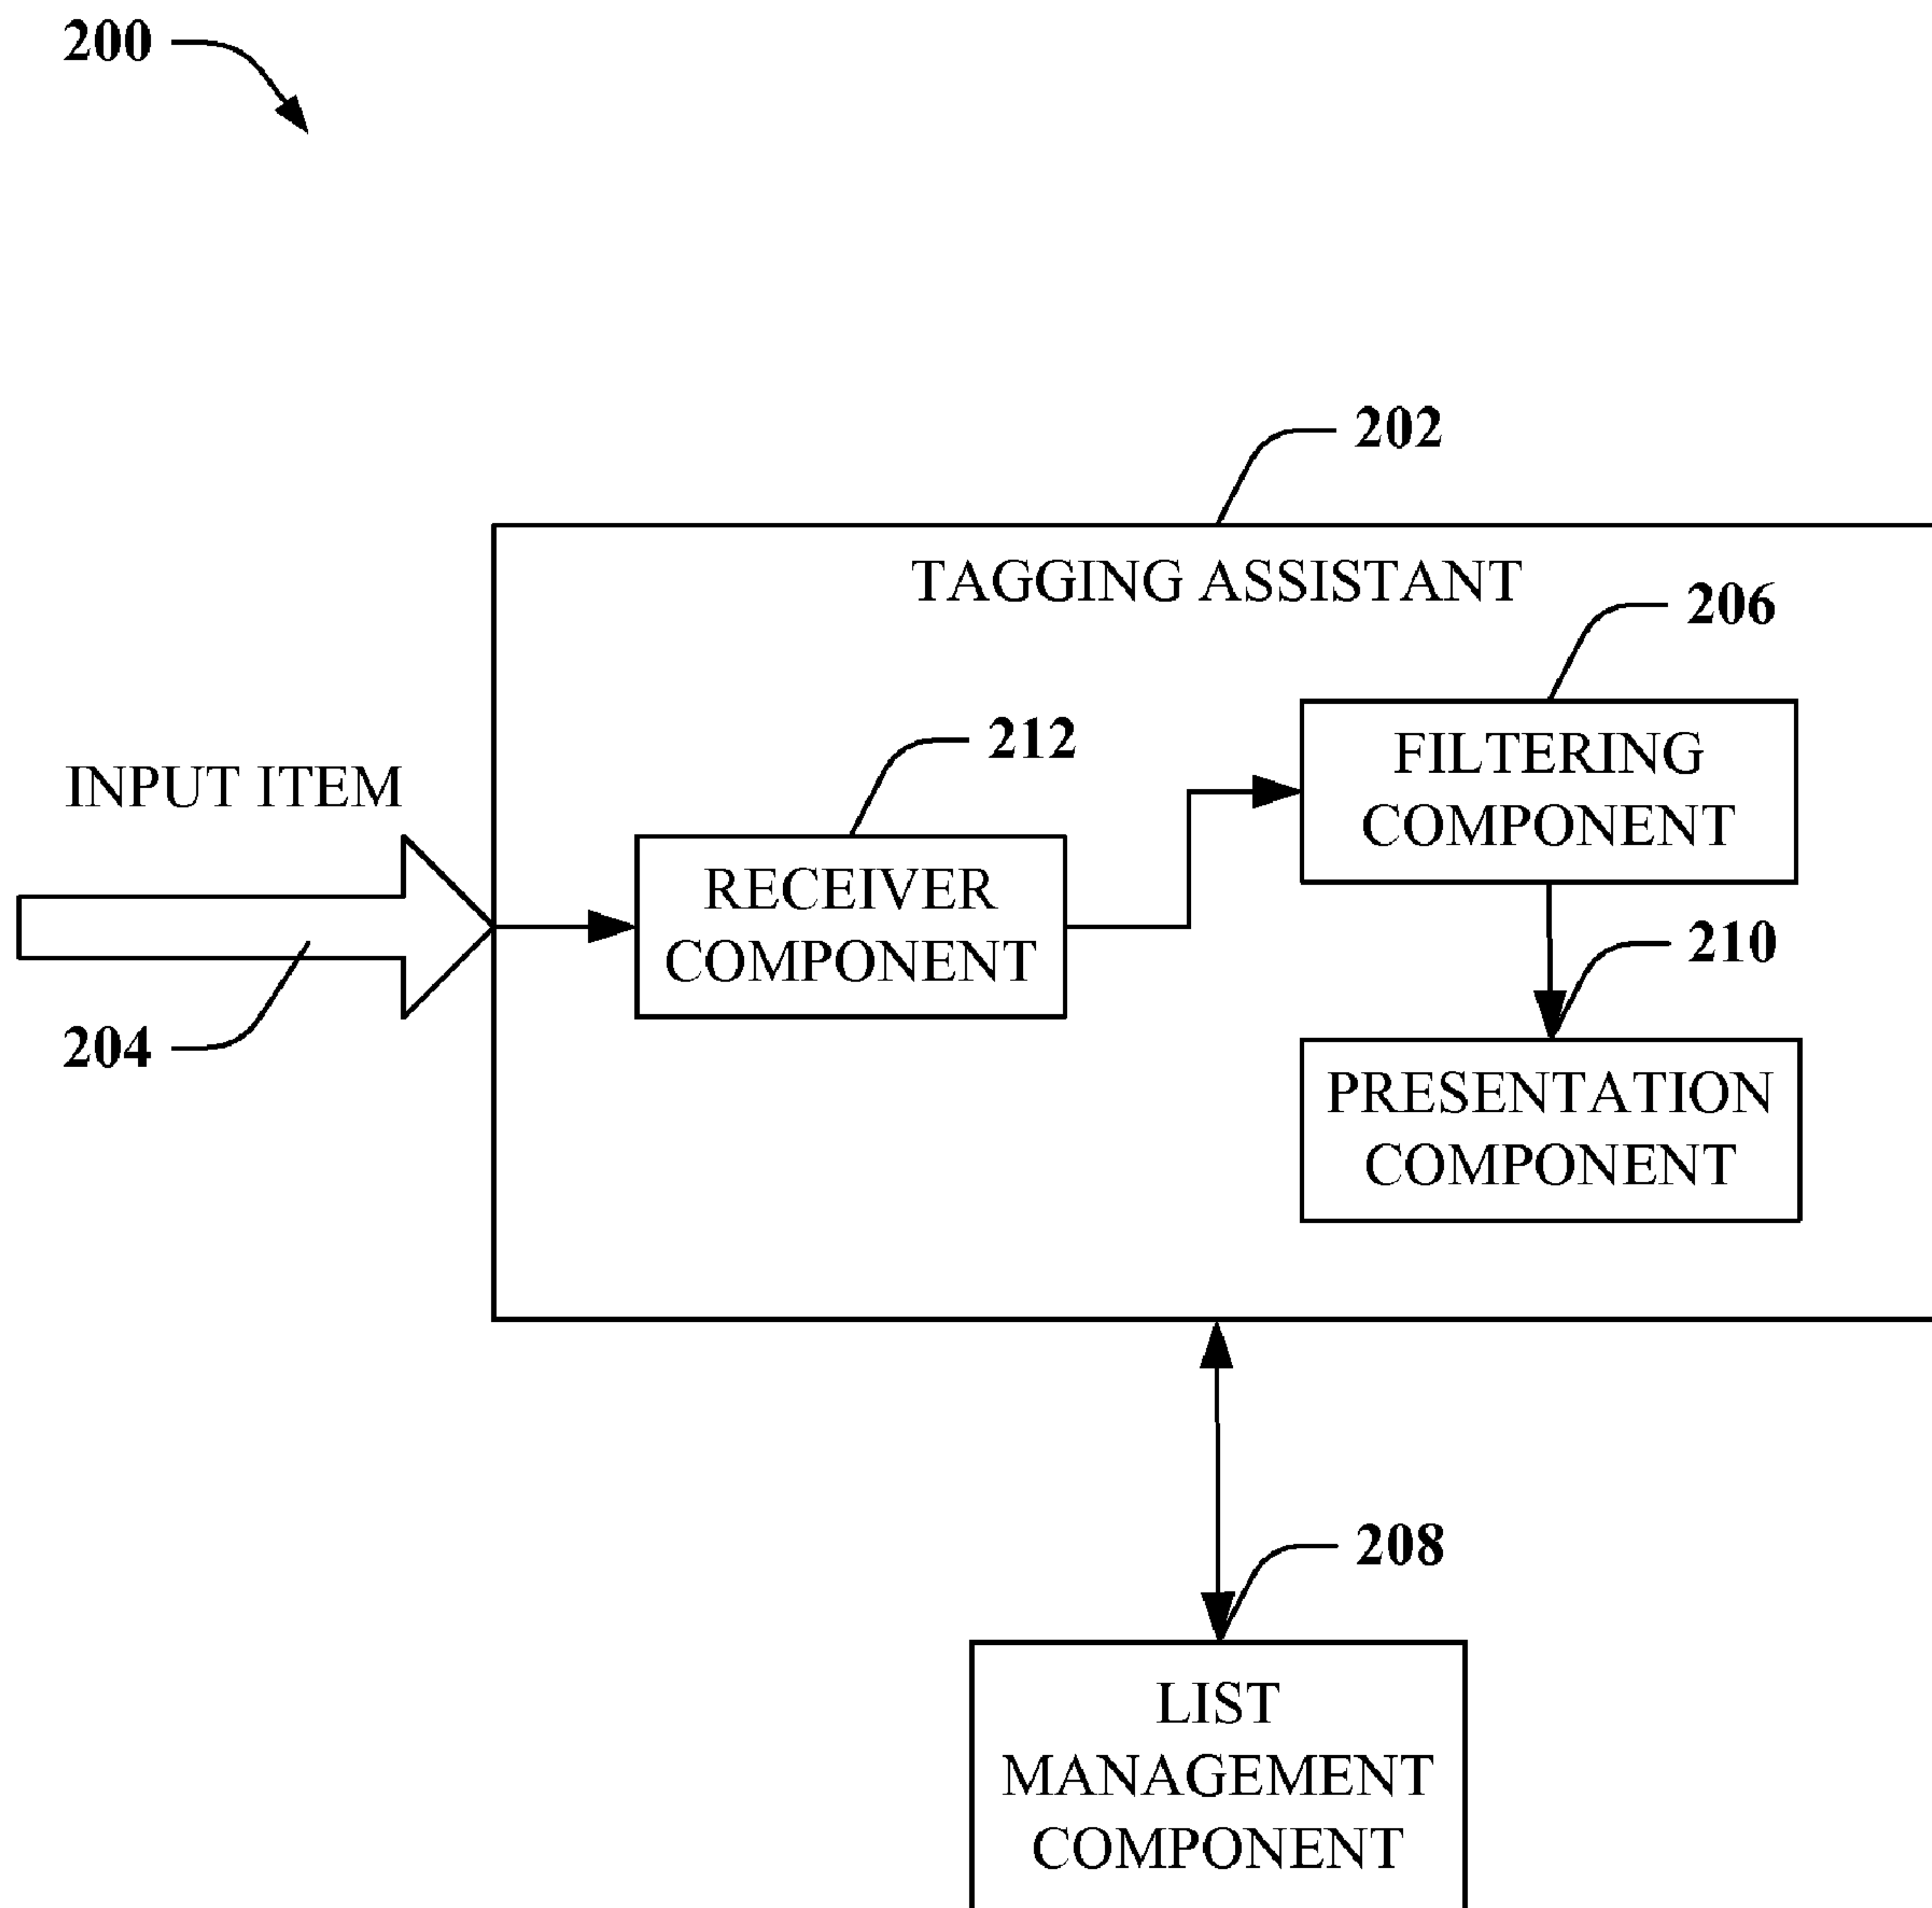 200
202
TAGGING ASSISTANT
206
212
FILTERING
COMPONENT
INPUT ITEM
RECEIVER
COMPONENT
210
204
PRESENTATION
COMPONENT
208
LIST
MANAGEMENT
COMPONENT